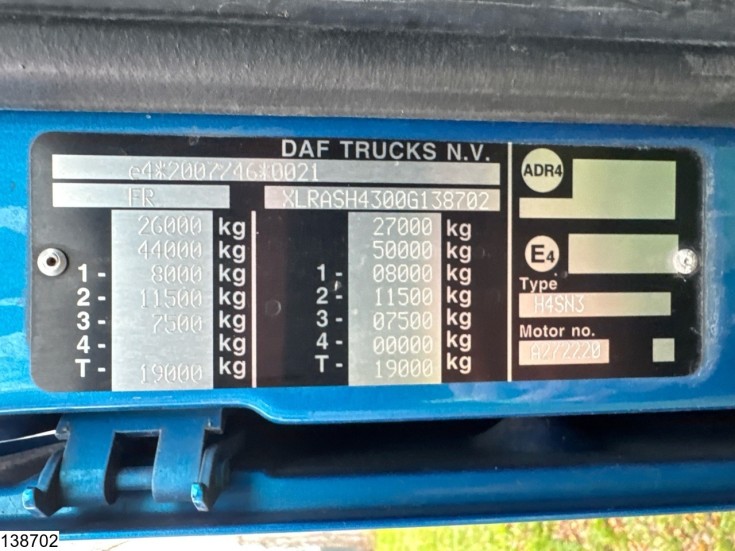 DAF TRUCKS N.V.
e4*2007/46*0021
FR XLRASH4300G138702
26000 kg 27000 kg
44000 kg 50000 kg
1- 8000 kg 1- 08000 kg
2- 11500 kg 2- 11500 kg
3- 7500 kg 3- 07500 kg
4- kg 4- 00000 kg
T- 19000 kg T- 19000 kg
ADR4
E4
Type
H4SN3
Motor no.
A272220
138702